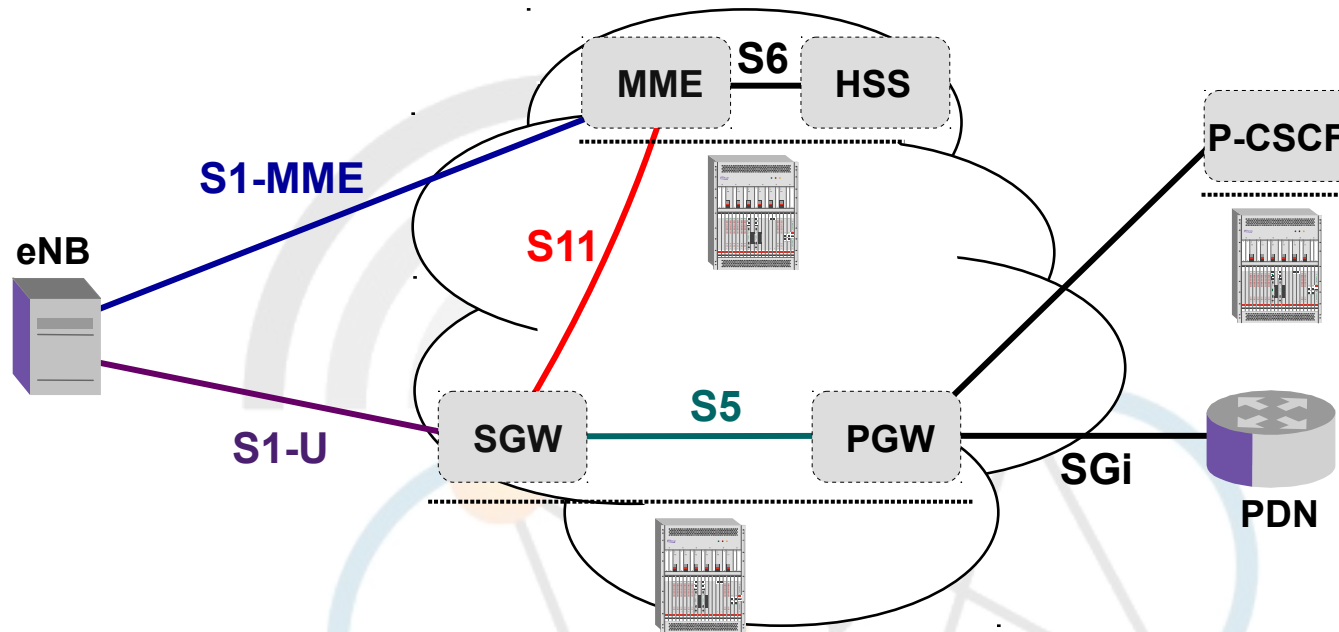 S6
MME
HSS
P-CSCF
S1-MME
S11
eNB
S5
SGW
PGW
S1-U
SGi
PDN